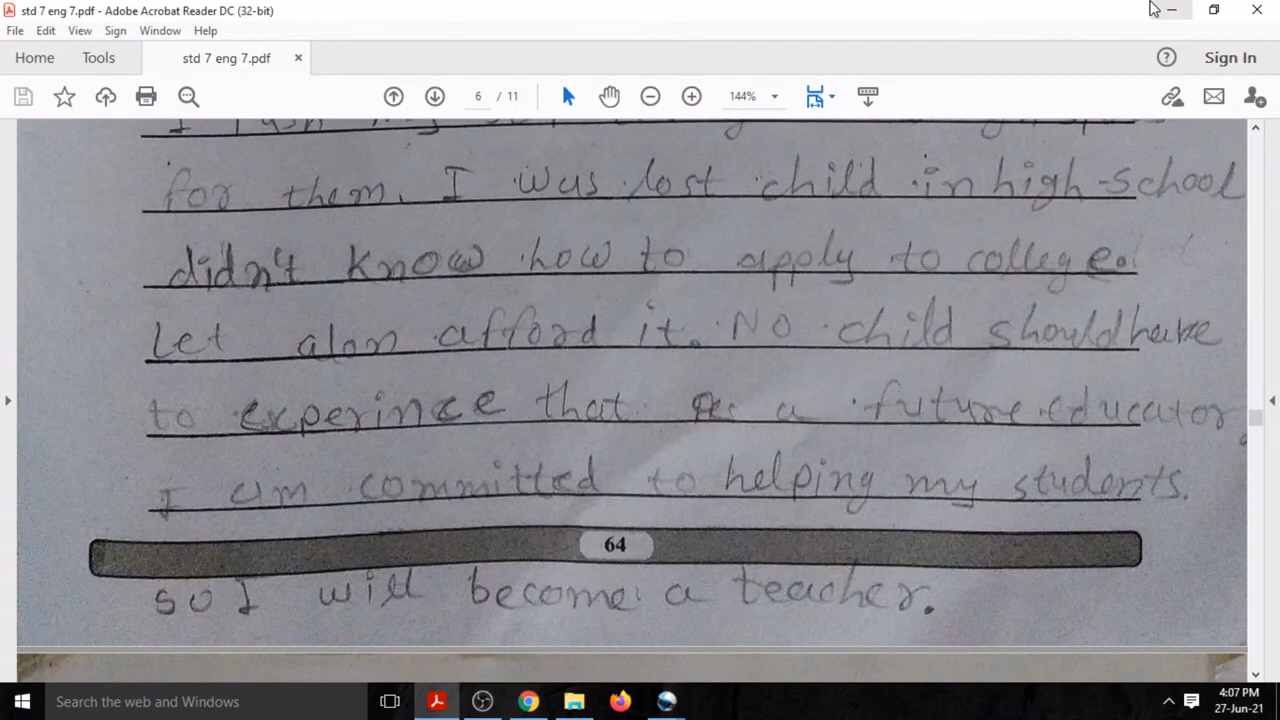 std 7 eng 7.pdf - Adobe Acrobat Reader DC (32-bit)
File Edit View Sign Window Help
Home Tools std 7 eng 7.pdf × ? Sign In
6 / 11 144%
for them. I was lost child in high-school
didn't know how to apply to college.
Let alon afford it. No child should have
to experince that a future educator,
I am committed to helping my students.
64
so I will become a teacher.
Search the web and Windows
4:07 PM
27-Jun-21